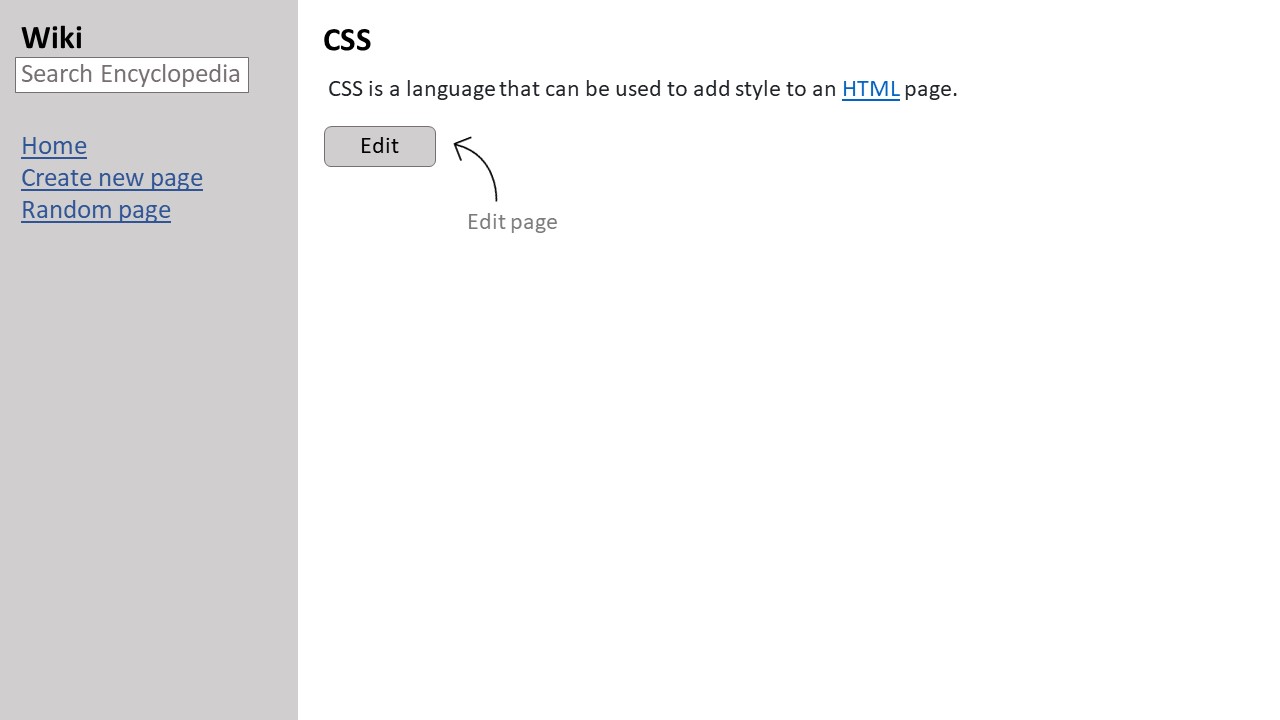 Wiki
Search Encyclopedia
Home
Create new page
Random page
CSS
CSS is a language that can be used to add style to an HTML page.
Edit
Edit page